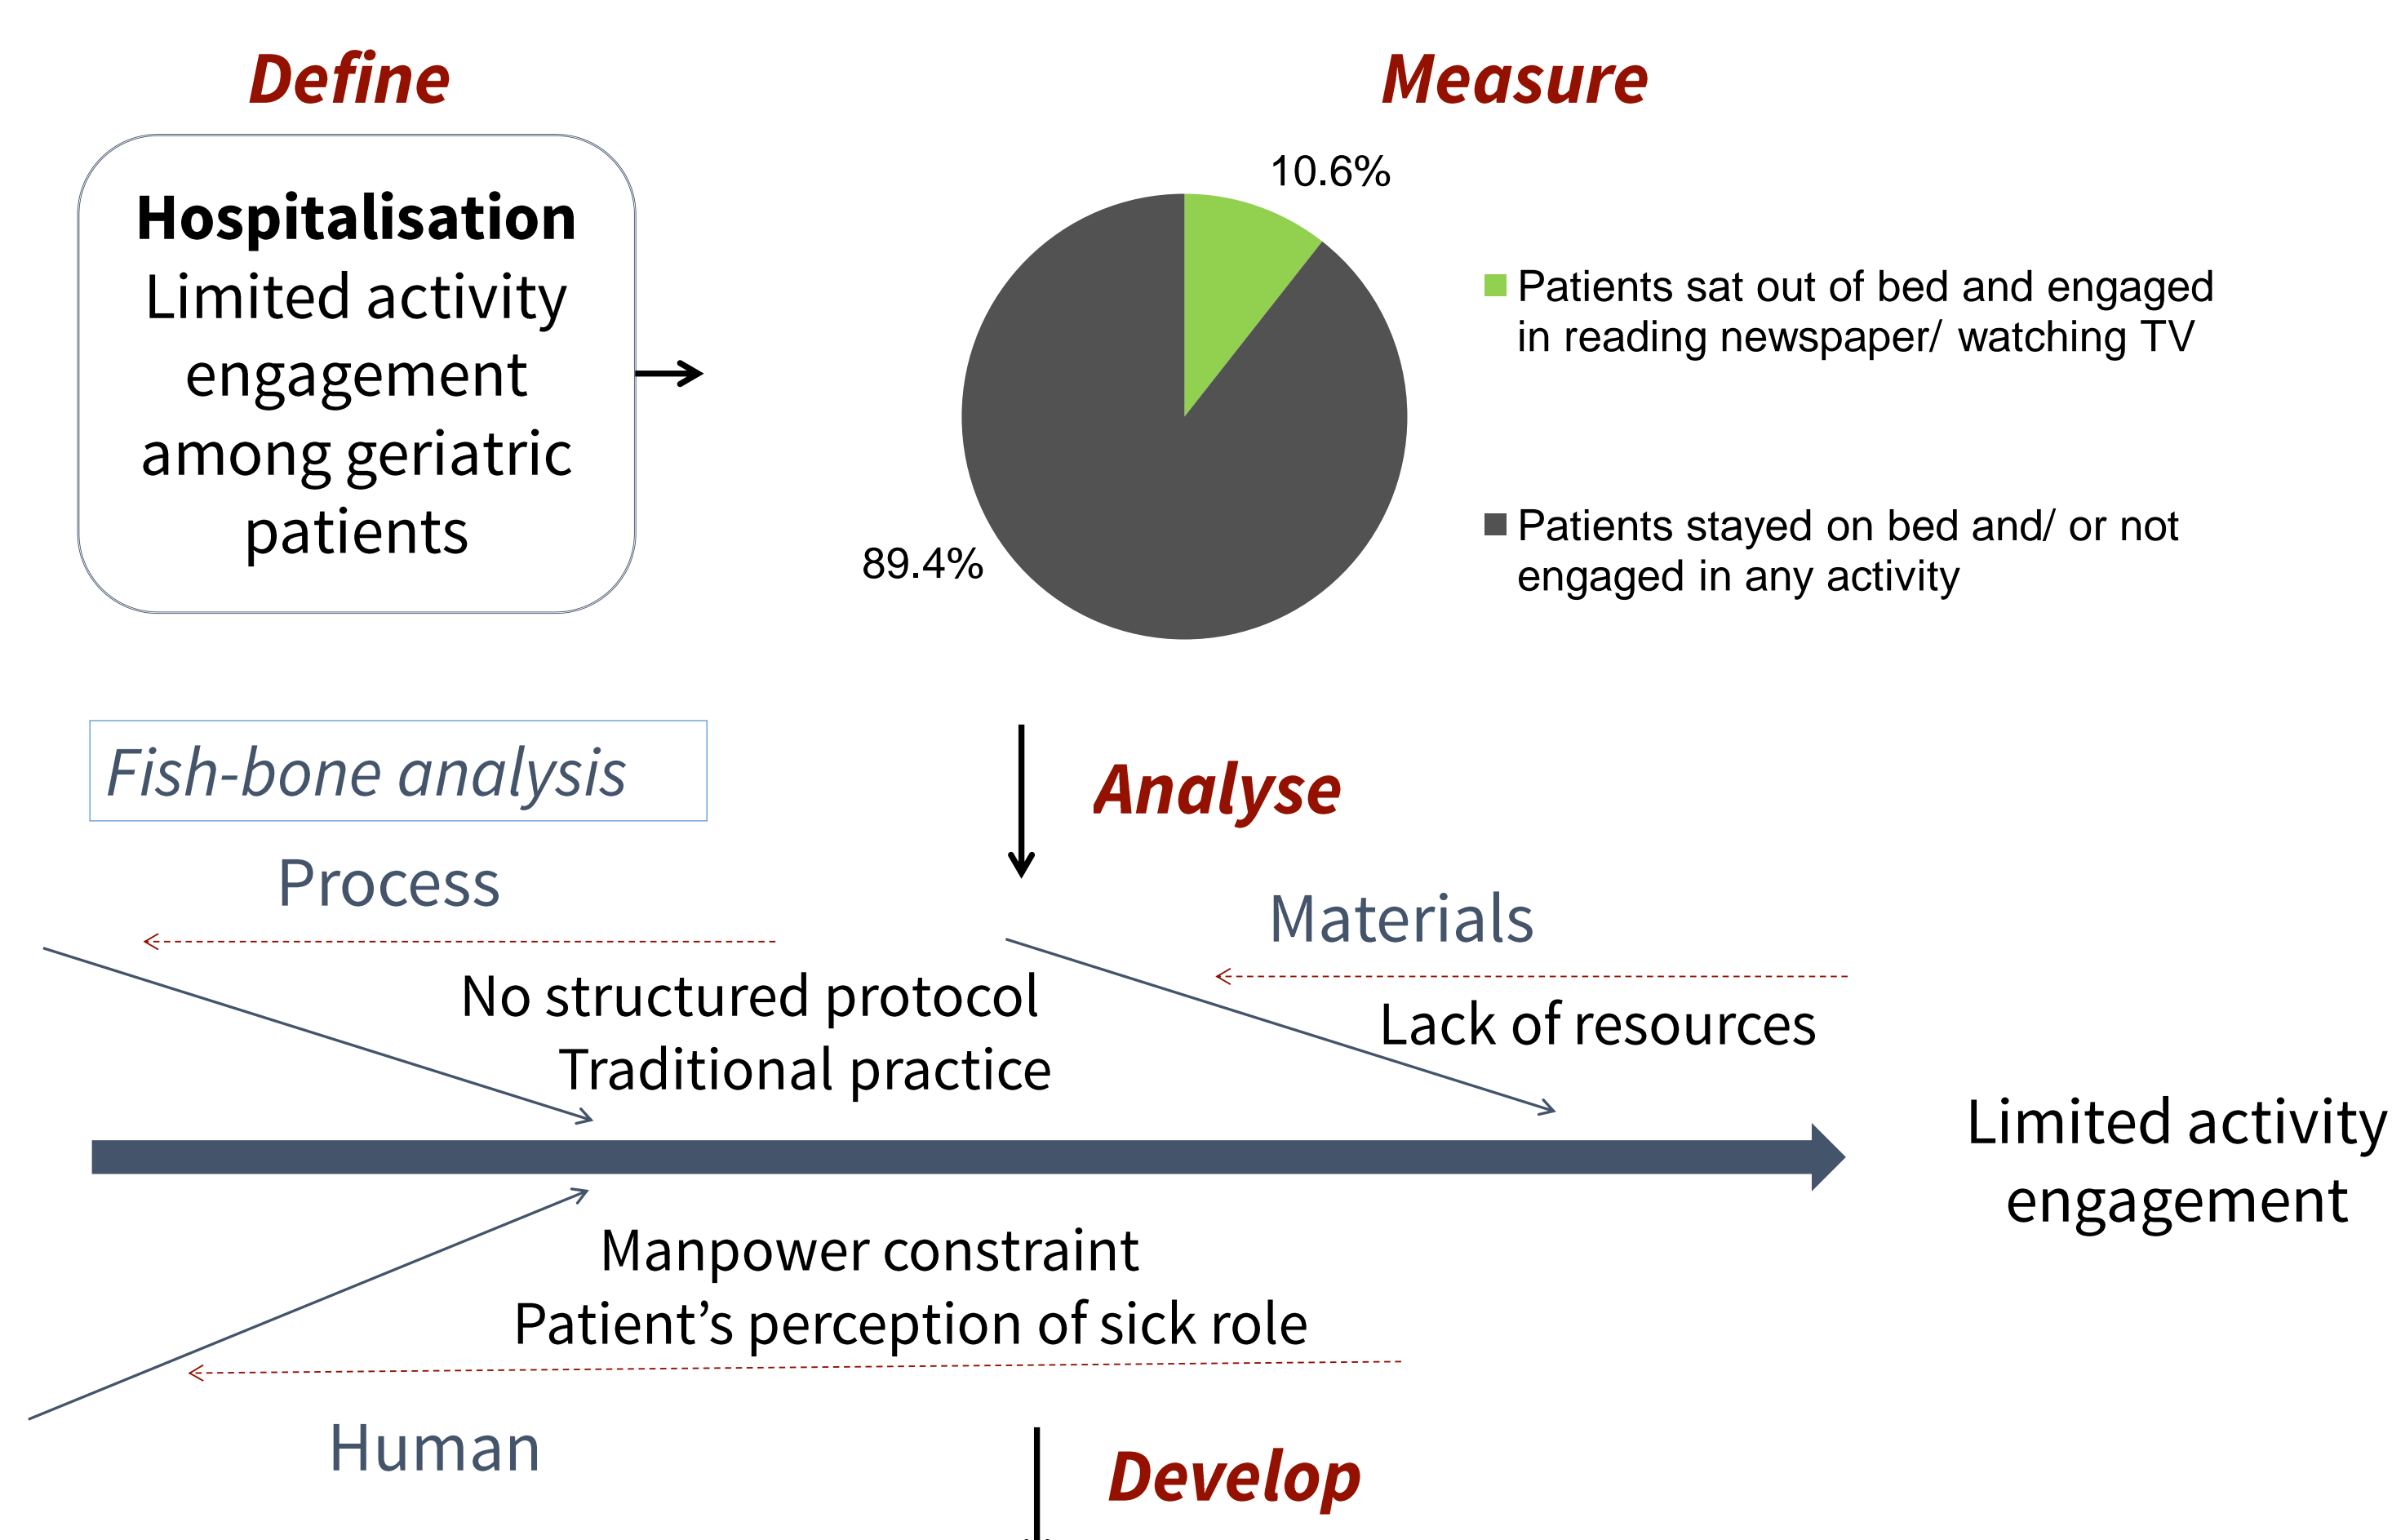 Define
Hospitalisation
Limited activity
engagement
among geriatric
patients
Measure
10.6%
89.4%
Patients sat out of bed and engaged
in reading newspaper/ watching TV
Patients stayed on bed and/ or not
engaged in any activity
Fish-bone analysis
Analyse
Process
No structured protocol
Traditional practice
Materials
Lack of resources
Limited activity
engagement
Manpower constraint
Patient’s perception of sick role
Human
Develop